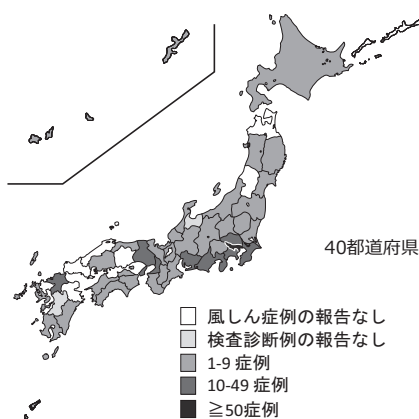 40都道府県
風しん症例の報告なし
検査診断例の報告なし
1-9 症例
10-49 症例
≧50症例